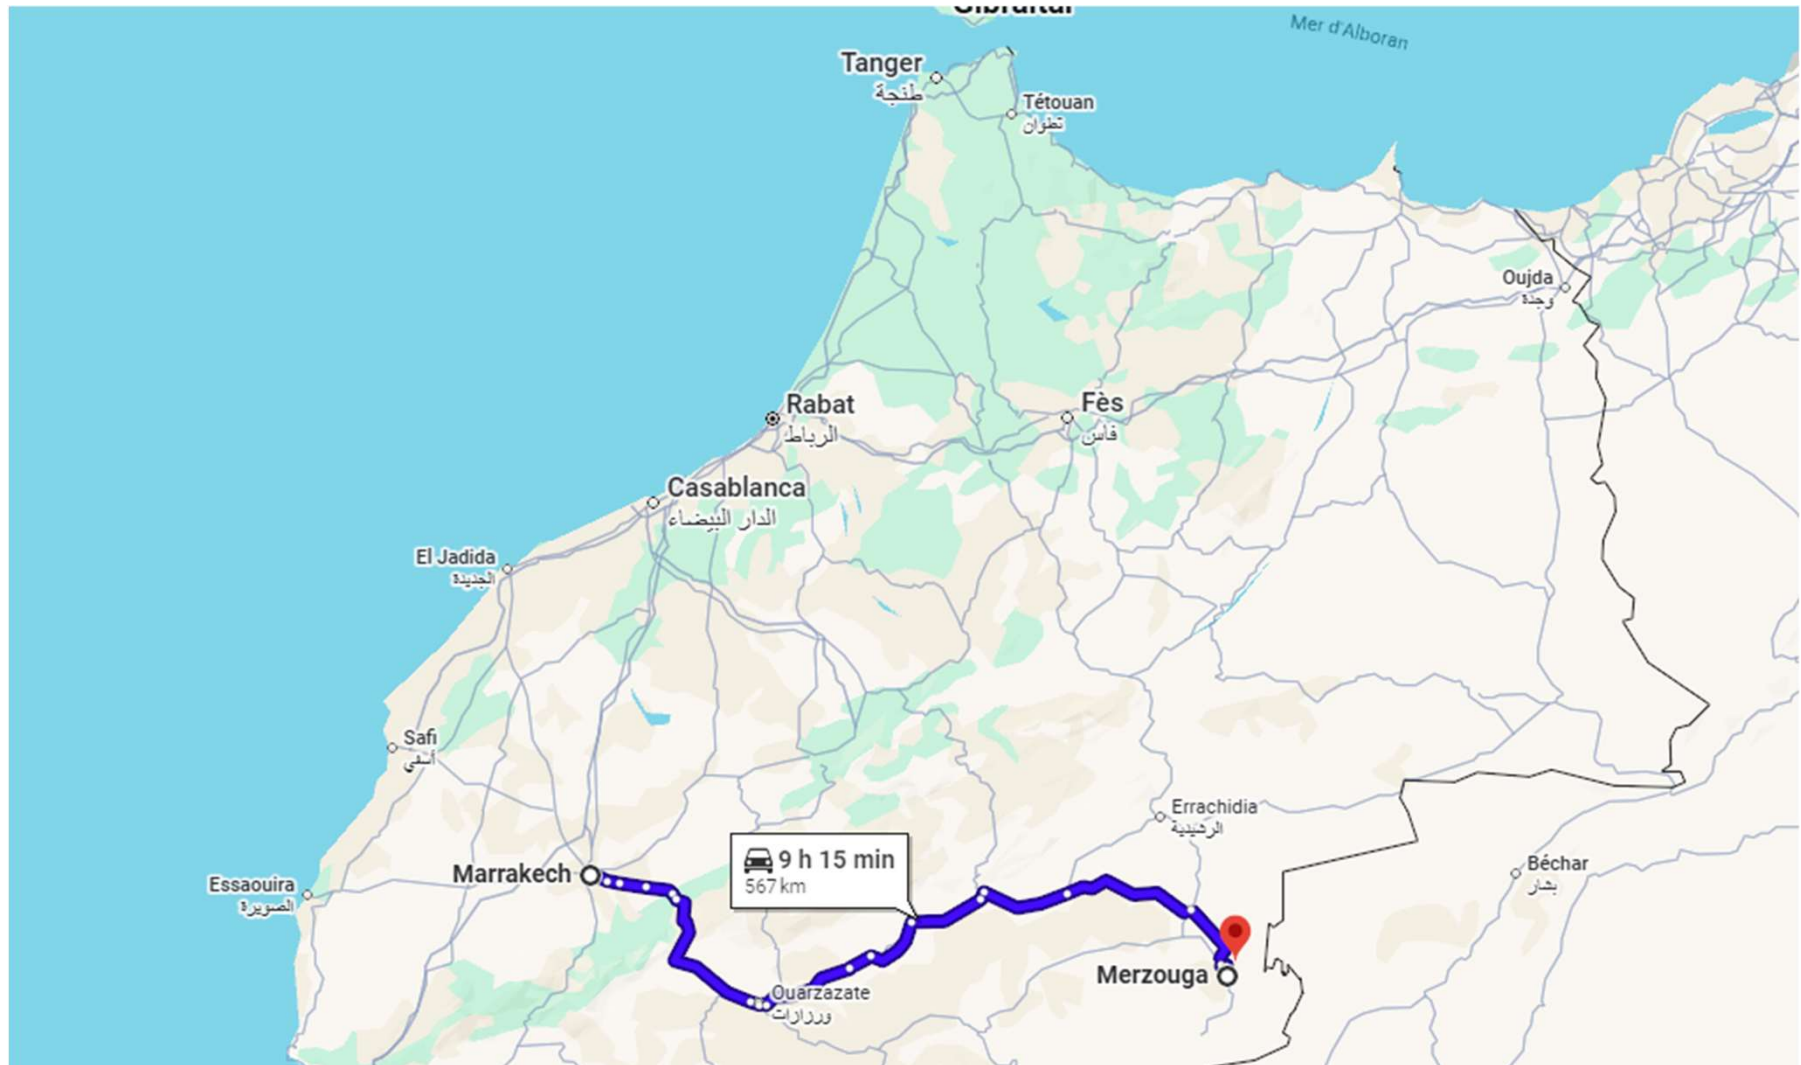 Gibraltar
Mer d'Alboran
Tanger
طنجة
Tétouan
تطوان
Oujda
وجدة
Rabat
الرباط
Fès
فاس
Casablanca
الدار البيضاء
El Jadida
الجديدة
Safi
أسفي
Errachidia
الرشيدية
Béchar
بشار
Essaouira
الصويرة
Marrakech
9 h 15 min
567 km
Merzouga
Ouarzazate
ورزازات